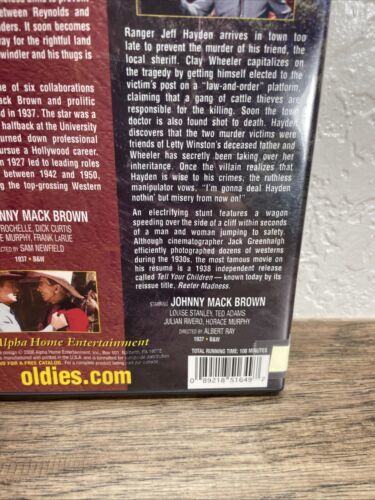 between Reynolds and
nders. It soon becomes
way for the rightful land
swindler and his thugs is
ne of six collaborations
Mack Brown and prolific
ed in 1937. The star was a
halfback at the University
turned down professional
pursue a Hollywood career.
n 1927 led to leading roles
between 1942 and 1950,
ng the top-grossing Western
HNNY MACK BROWN
ROCHELLE, DICK CURTIS
E MURPHY, FRANK LaRUE
CTED BY SAM NEWFIELD
1937 • B&W
Alpha Home Entertainment
oldies.com
Ranger Jeff Hayden arrives in town too
late to prevent the murder of his friend, the
local sheriff. Clay Wheeler capitalizes on
the tragedy by getting himself elected to the
victim's post on a "law-and-order" platform,
claiming that a gang of cattle thieves are
responsible for the killing. Soon the town
doctor is also found shot to death. Hayden
discovers that the two murder victims were
friends of Letty Winston's deceased father and
Wheeler has secretly been taking over her
inheritance. Once the villain realizes that
Hayden is wise to his crimes, the ruthless
manipulator vows, "I'm gonna deal Hayden
nothin' but misery from now on!"
An electrifying stunt features a wagon
speeding over the side of a cliff within seconds
of a man and woman jumping to safety.
Although cinematographer Jack Greenhalgh
efficiently photographed dozens of westerns
during the 1930s, the most famous movie on
his résumé is a 1938 independent release called
Tell Your Children — known today by its
reissue title, Reefer Madness.
STARRING JOHNNY MACK BROWN
LOUISE STANLEY, TED ADAMS
JULIAN RIVERO, HORACE MURPHY
DIRECTED BY ALBERT RAY
1937 • B&W
TOTAL RUNNING TIME: 108 MINUTES
0 89218 51649 7